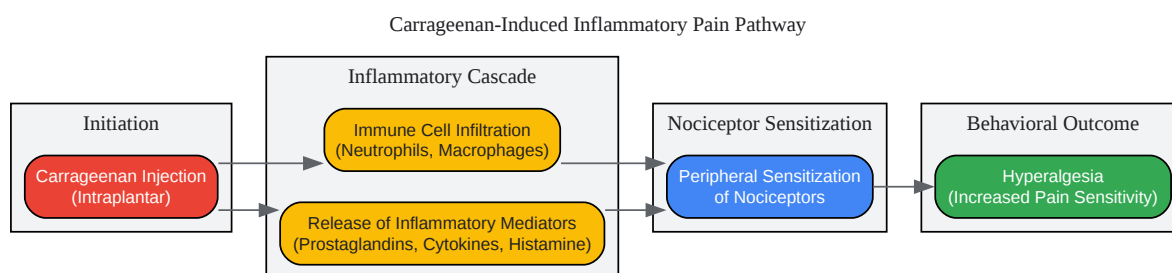 Carrageenan-Induced Inflammatory Pain Pathway
Initiation
Carrageenan Injection
(Intraplantar)
Inflammatory Cascade
Immune Cell Infiltration
(Neutrophils, Macrophages)
Release of Inflammatory Mediators
(Prostaglandins, Cytokines, Histamine)
Nociceptor Sensitization
Peripheral Sensitization
of Nociceptors
Behavioral Outcome
Hyperalgesia
(Increased Pain Sensitivity)